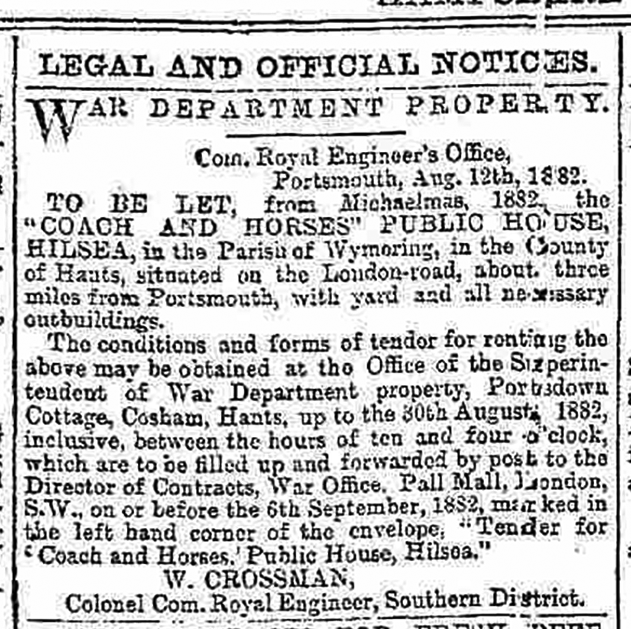 LEGAL AND OFFICIAL NOTICES.
WAR DEPARTMENT PROPERTY.
Com. Royal Engineer's Office,
Portsmouth, Aug. 12th, 1882.
TO BE LET, from Michaelmas, 1882, the
"COACH AND HORSES" PUBLIC HOUSE,
HILSEA, in the Parish of Wymering, in the County
of Hants, situated on the London-road, about three
miles from Portsmouth, with yard and all necessary
outbuildings.
The conditions and forms of tender for renting the
above may be obtained at the Office of the Superin-
tendent of War Department property, Portsdown
Cottage, Cosham, Hants, up to the 30th August, 1882,
inclusive, between the hours of ten and four o'clock,
which are to be filled up and forwarded by post to the
Director of Contracts, War Office, Pall Mall, London,
S.W., on or before the 6th September, 1882, marked in
the left hand corner of the envelope, "Tender for
'Coach and Horses.' Public House, Hilsea."
W. CROSSMAN,
Colonel Com. Royal Engineer, Southern District.